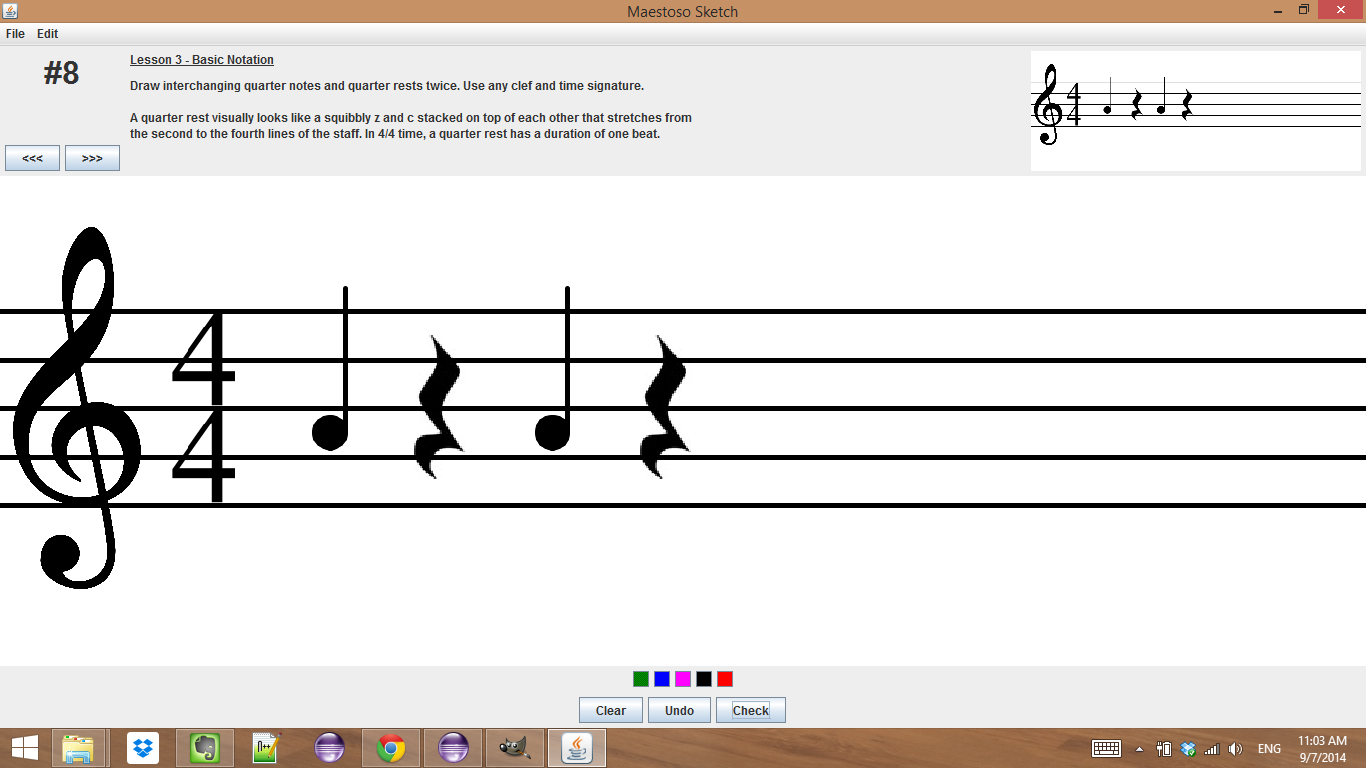 Maestoso Sketch
File Edit
#8
Lesson 3 - Basic Notation
Draw interchanging quarter notes and quarter rests twice. Use any clef and time signature.
A quarter rest visually looks like a squibbly z and c stacked on top of each other that stretches from
the second to the fourth lines of the staff. In 4/4 time, a quarter rest has a duration of one beat.
<<< >>>
4
4
4
4
Clear Undo Check
ENG
11:03 AM
9/7/2014